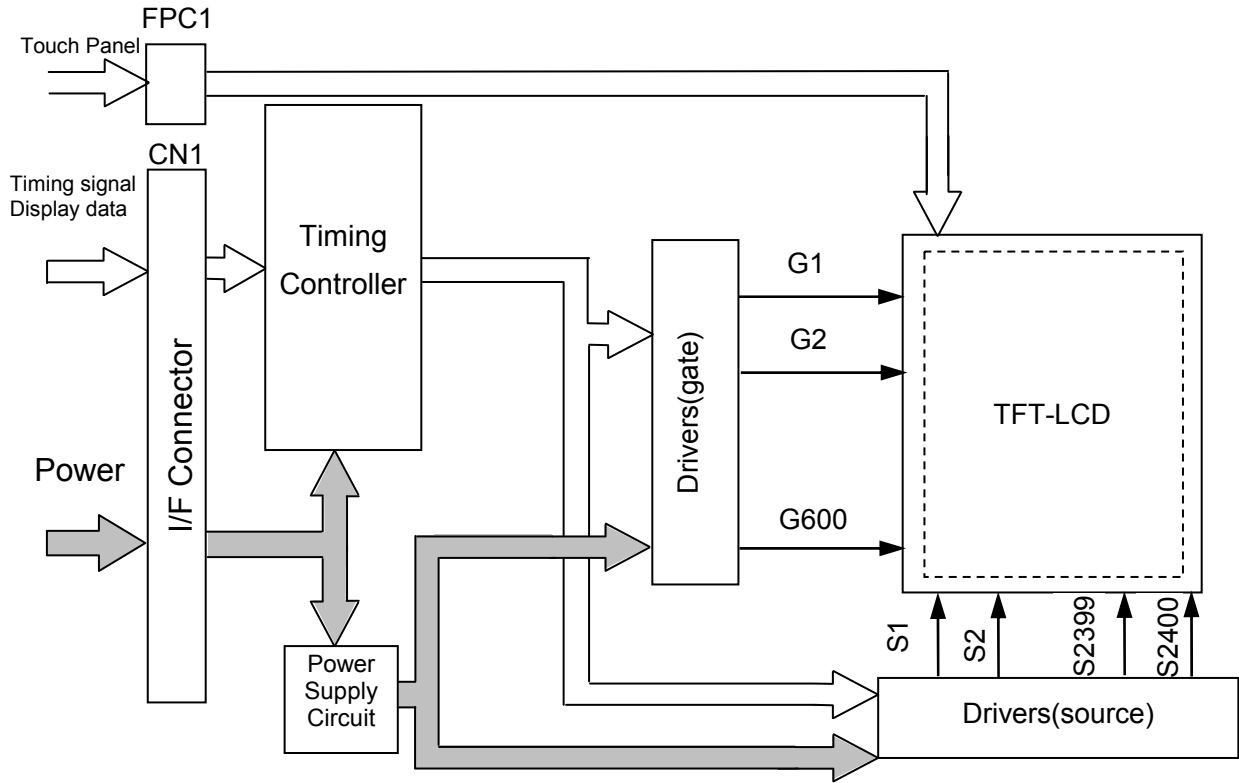 FPC1
Touch Panel
CN1
Timing signal
Display data
Timing
Controller
G1
G2
TFT-LCD
Drivers(gate)
I/F Connector
Power
G600
S1
S2
S2399
S2400
Power
Supply
Circuit
Drivers(source)